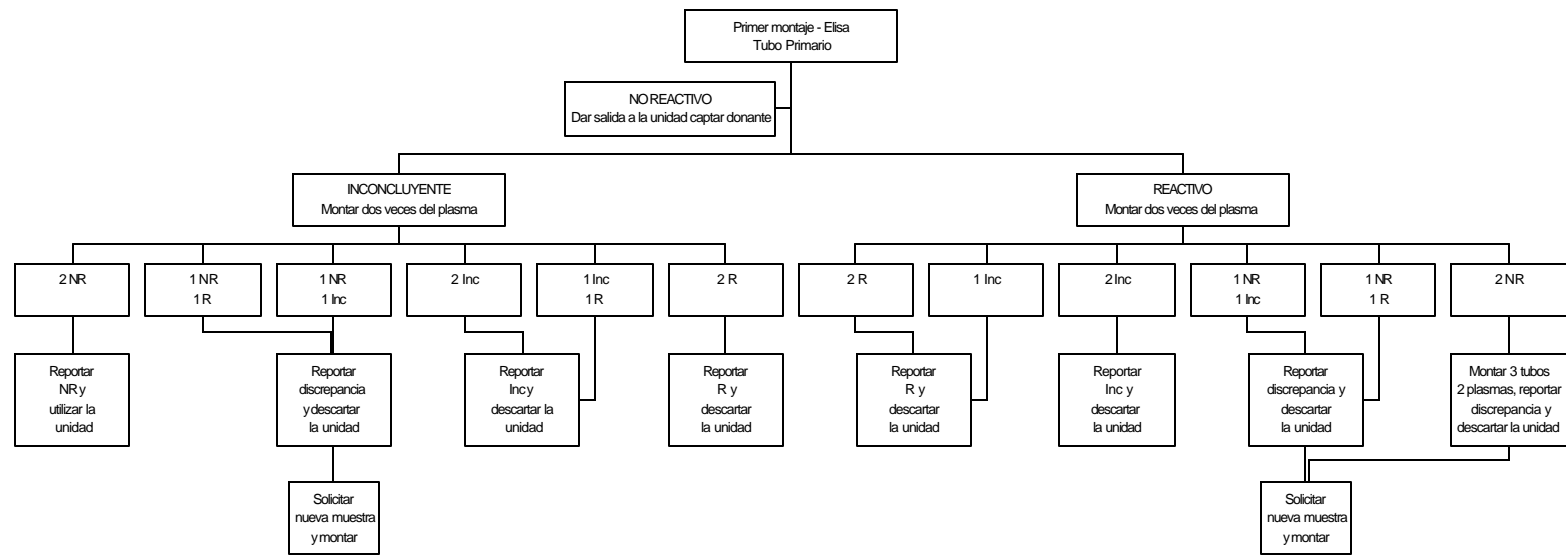 Primer montaje - Elisa
Tubo Primario
NO REACTIVO
Dar salida a la unidad captar donante
INCONCLUYENTE
Montar dos veces del plasma
REACTIVO
Montar dos veces del plasma
2 NR
1 NR
1 R
1 NR
1 Inc
2 Inc
1 Inc
1 R
2 R
2 R
1 Inc
2 Inc
1 NR
1 Inc
1 NR
1 R
2 NR
Reportar
NR y
utilizar la
unidad
Reportar
discrepancia
y descartar
la unidad
Reportar
Inc y
descartar la
unidad
Reportar
R y
descartar
la unidad
Reportar
R y
descartar
la unidad
Reportar
Inc y
descartar
la unidad
Reportar
discrepancia y
descartar
la unidad
Montar 3 tubos
2 plasmas, reportar
discrepancia y
descartar la unidad
Solicitar
nueva muestra
y montar
Solicitar
nueva muestra
y montar